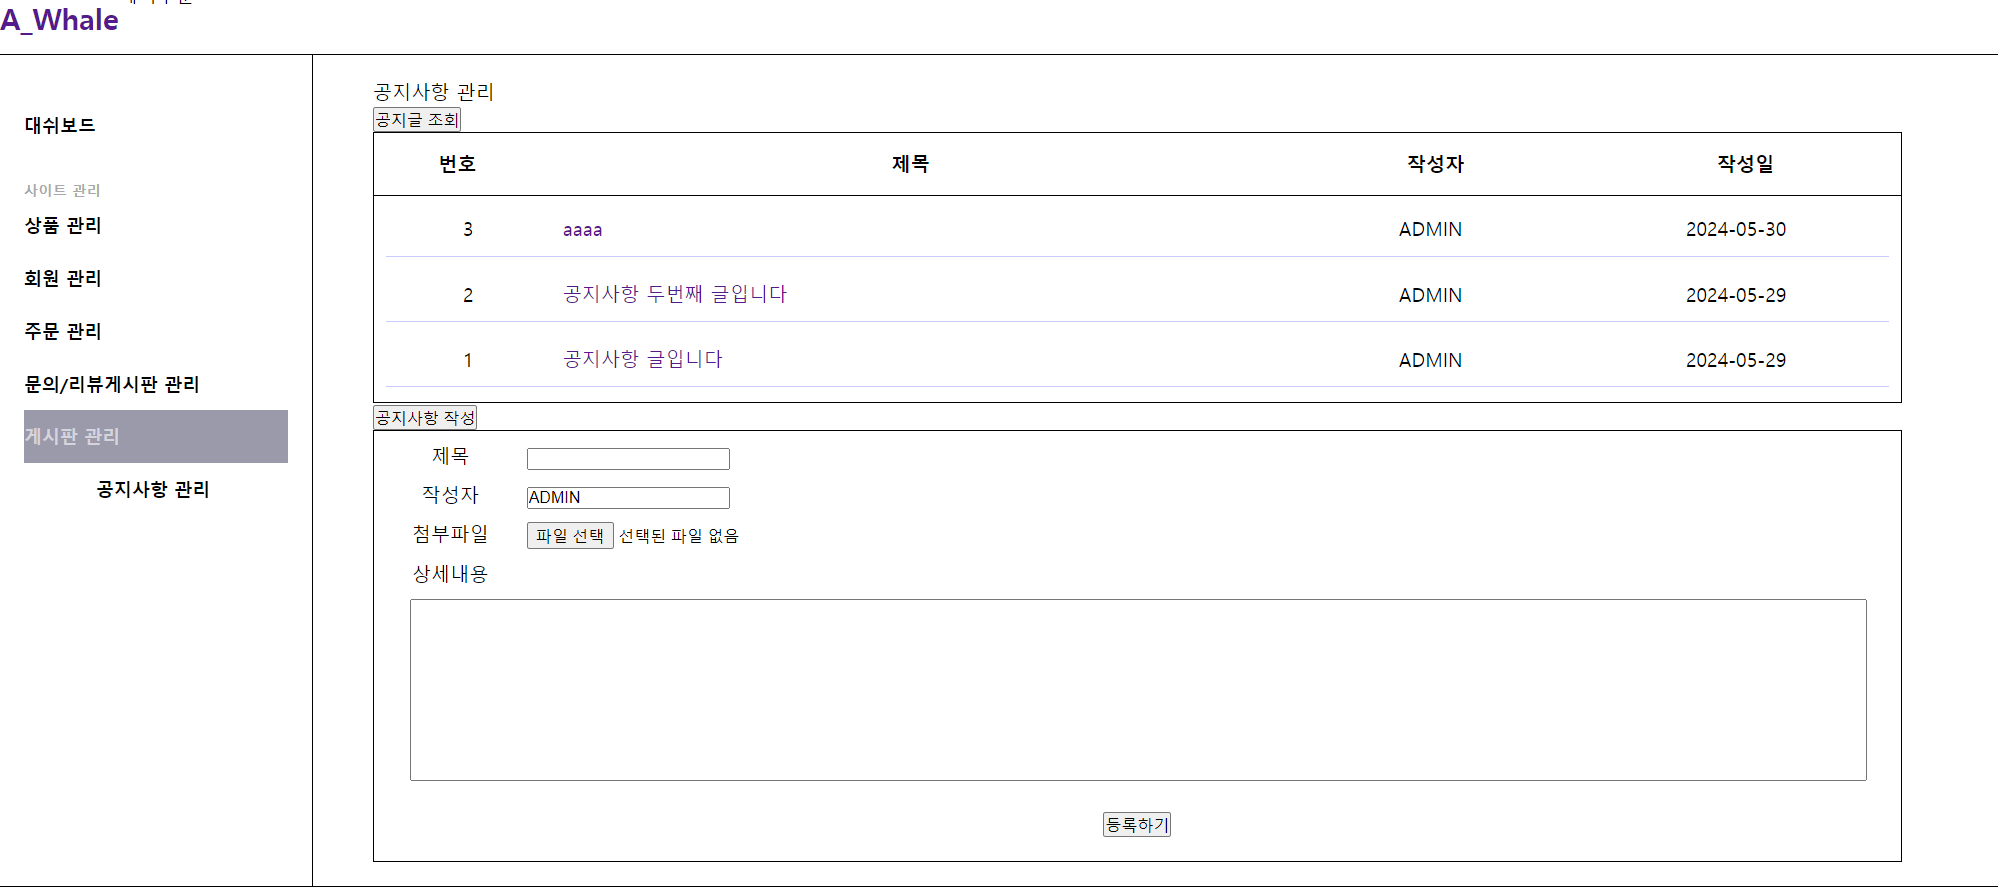 A_Whale
대쉬보드
사이트 관리
상품 관리
회원 관리
주문 관리
문의/리뷰게시판 관리
게시판 관리
공지사항 관리
공지사항 관리
공지글 조회
번호 제목 작성자 작성일
3 aaaa ADMIN 2024-05-30
2 공지사항 두번째 글입니다 ADMIN 2024-05-29
1 공지사항 글입니다 ADMIN 2024-05-29
공지사항 작성
제목
작성자 ADMIN
첨부파일 파일 선택 선택된 파일 없음
상세내용
등록하기